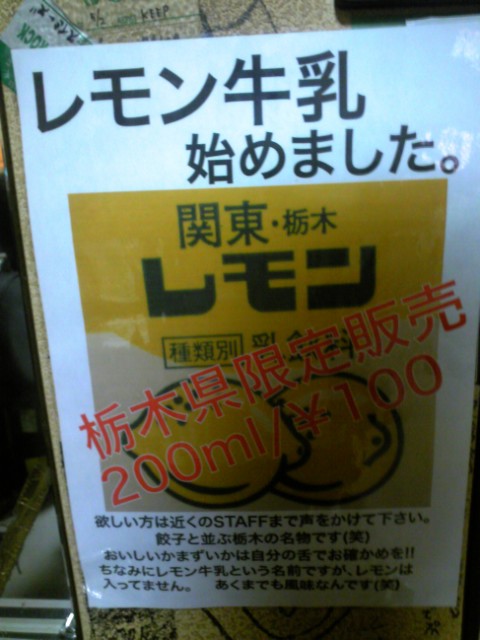 KEEP
レモン牛乳
始めました。
関東・栃木
レモン
種類別 乳飲料
栃木県限定販売
200ml/¥100
欲しい方は近くのSTAFFまで声をかけて下さい。
餃子と並ぶ栃木の名物です(笑)
おいしいかまずいかは自分の舌でお確かめを!!
ちなみにレモン牛乳という名前ですが、レモンは
入ってません。 あくまでも風味なんです(笑)